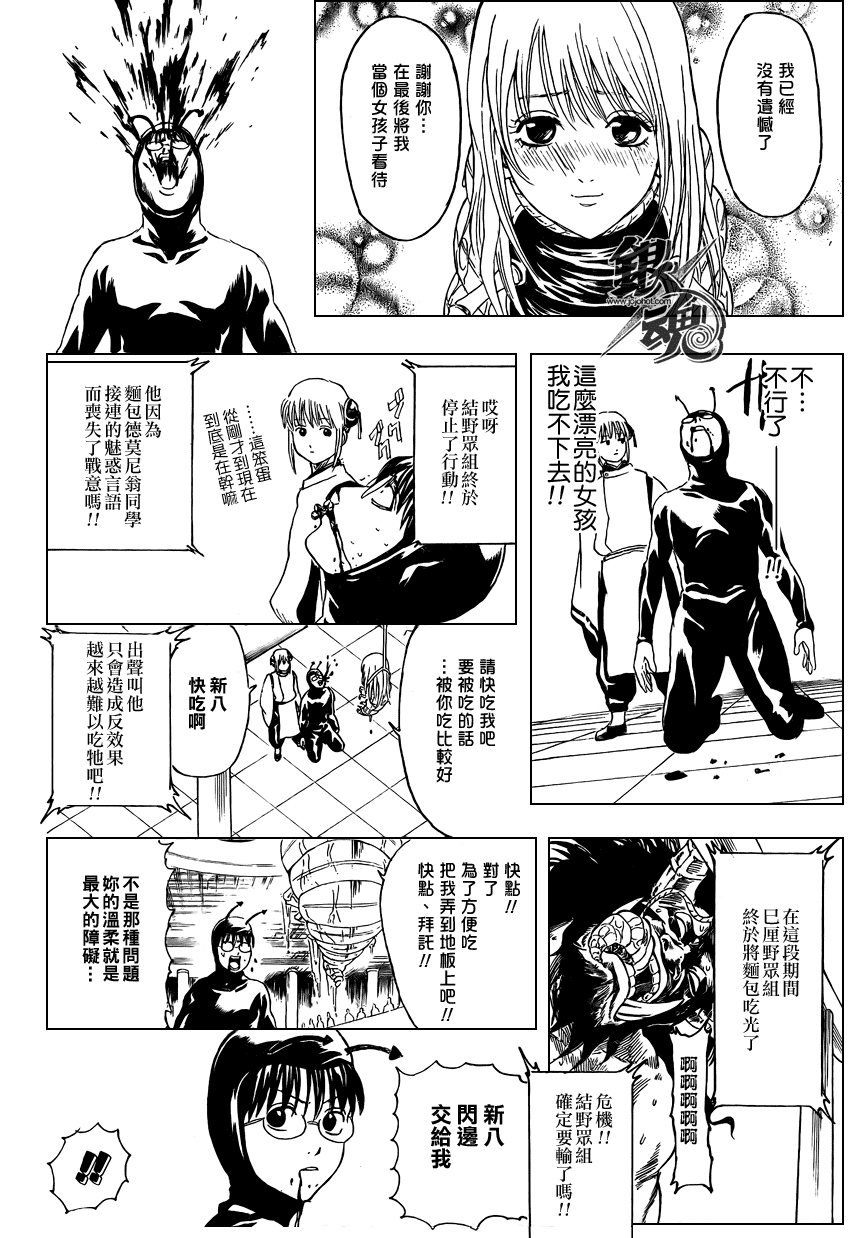 我已經
沒有遺憾了
謝謝你…
在最後將我
當個女孩子看待
銀魂
www.jojohot.com
不…
不行了
這麼漂亮的女孩
我吃不下去!!
!!
哎呀
結野眾組終於
停止了行動!!
……這笨蛋
從剛才到現在
到底是在幹嘛
他因為
麵包德莫尼翁同學
接連的魅惑言語
而喪失了戰意嗎!!
請快吃我吧
要被吃的話
…被你吃比較好
新八
快吃啊
出聲叫他
只會造成反效果
越來越難以吃牠吧!!
在這段期間
巳厘野眾組
終於將麵包吃光了
啊啊啊啊啊
危機!!
結野眾組
確定要輸了嗎!!
快點!!
對了
為了方便吃
把我弄到地板上吧!!
快點、拜託!!
不是那種問題
妳的溫柔就是
最大的障礙…
新八
閃邊
交給我
!!